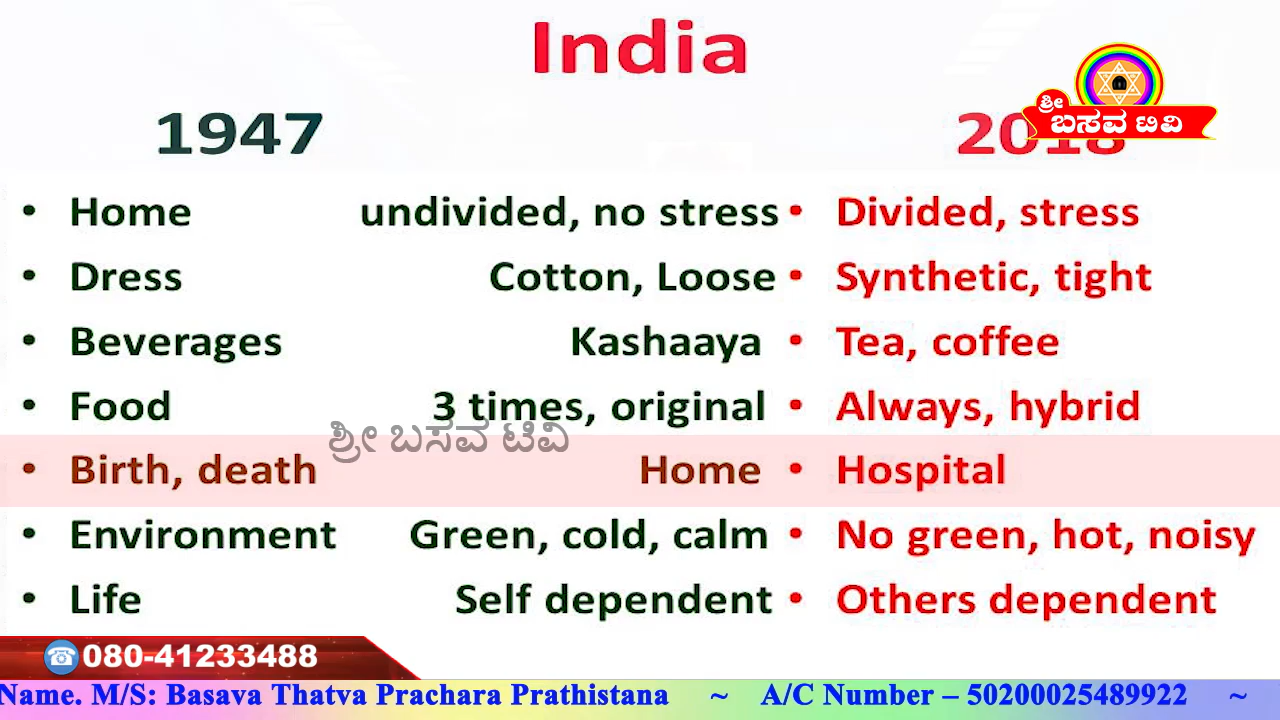 India
1947 2018
ಶ್ರೀ
ಬಸವ ಟಿವಿ
• Home undivided, no stress • Divided, stress
• Dress Cotton, Loose • Synthetic, tight
• Beverages Kashaaya • Tea, coffee
• Food 3 times, original • Always, hybrid
ಶ್ರೀ ಬಸವ ಟಿವಿ
• Birth, death Home • Hospital
• Environment Green, cold, calm • No green, hot, noisy
• Life Self dependent • Others dependent
080-41233488
Name. M/S: Basava Thatva Prachara Prathistana ~ A/C Number – 50200025489922 ~